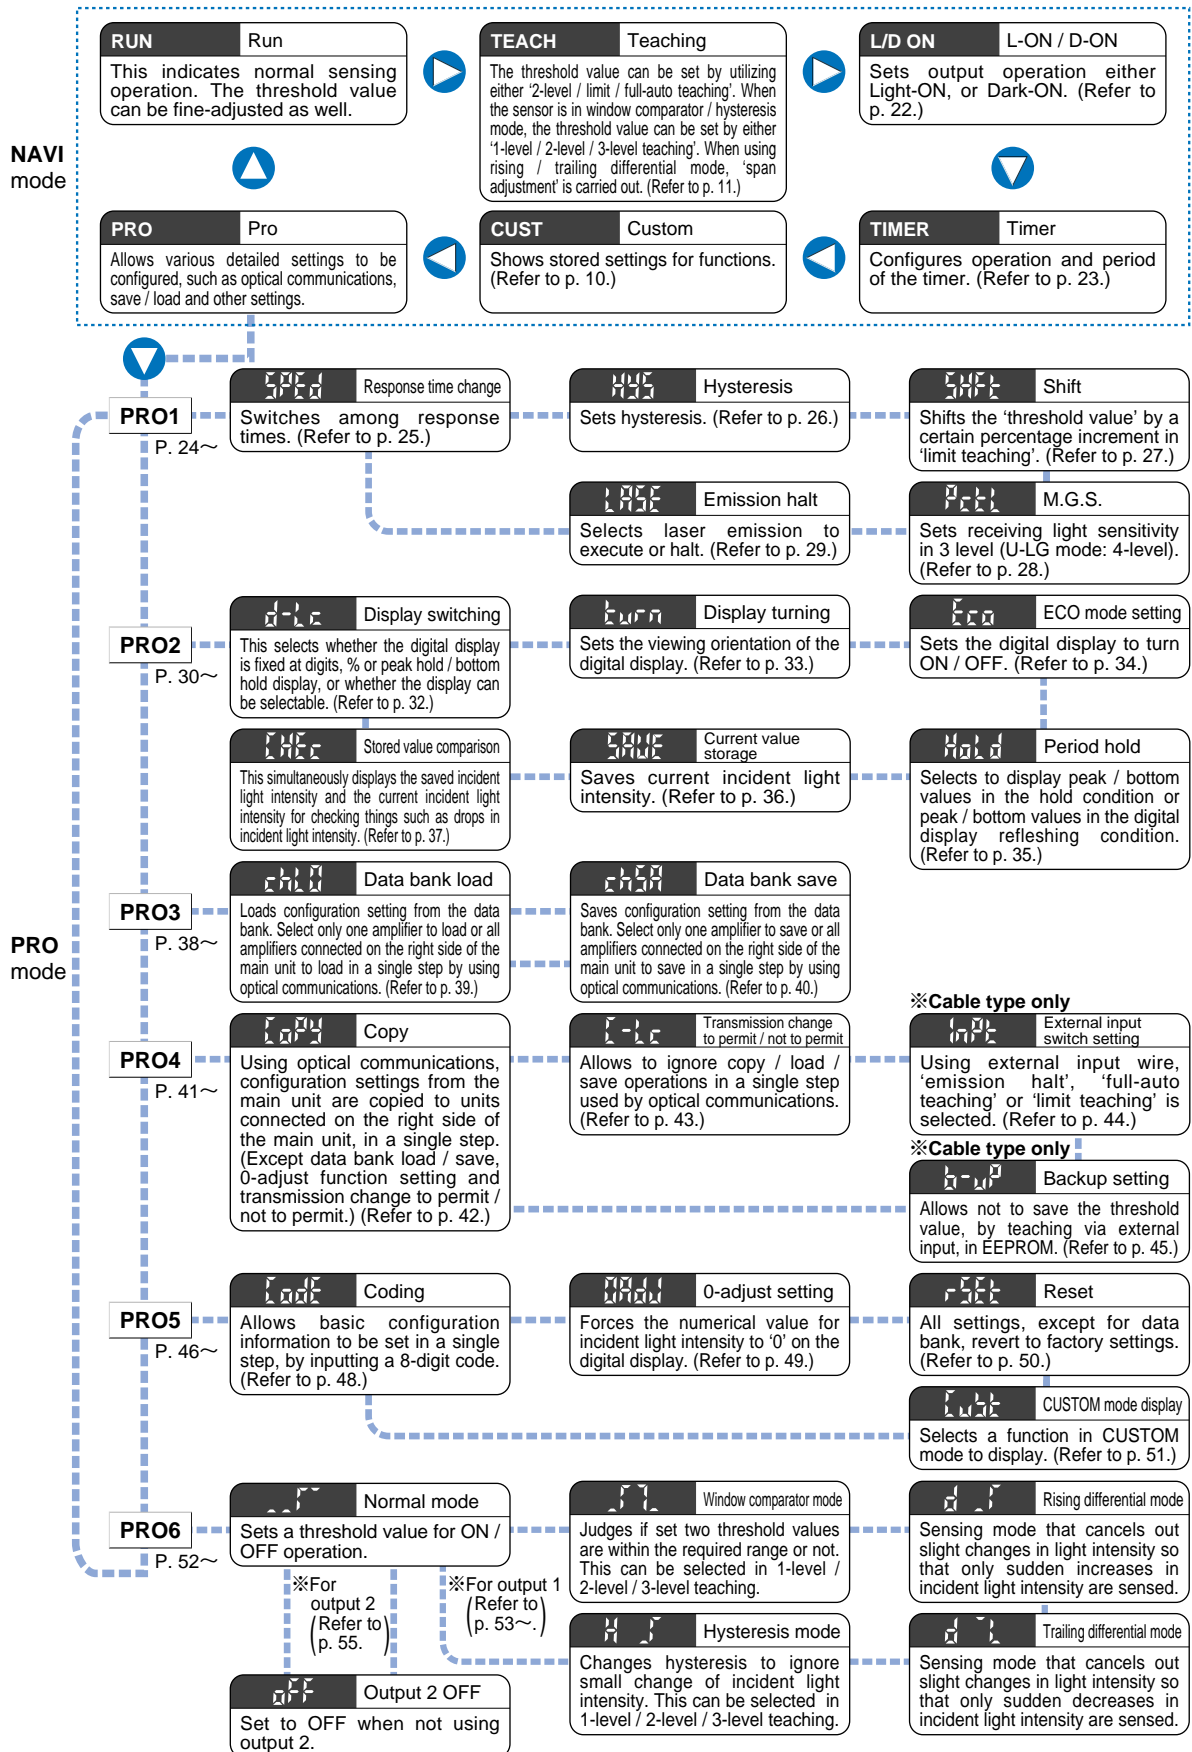 NAVI
mode
RUN Run
This indicates normal sensing
operation. The threshold value
can be fine-adjusted as well.
TEACH Teaching
The threshold value can be set by utilizing
either '2-level / limit / full-auto teaching'. When
the sensor is in window comparator / hysteresis
mode, the threshold value can be set by either
'1-level / 2-level / 3-level teaching'. When using
rising / trailing differential mode, 'span
adjustment' is carried out. (Refer to p. 11.)
L/D ON L-ON / D-ON
Sets output operation either
Light-ON, or Dark-ON. (Refer to
p. 22.)
PRO Pro
Allows various detailed settings to be
configured, such as optical communications,
save / load and other settings.
CUST Custom
Shows stored settings for functions.
(Refer to p. 10.)
TIMER Timer
Configures operation and period
of the timer. (Refer to p. 23.)
PRO
mode
PRO1
P. 24～
SPEd Response time change
Switches among response
times. (Refer to p. 25.)
HYS Hysteresis
Sets hysteresis. (Refer to p. 26.)
SHFt Shift
Shifts the 'threshold value' by a
certain percentage increment in
'limit teaching'. (Refer to p. 27.)
LASE Emission halt
Selects laser emission to
execute or halt. (Refer to p. 29.)
PctL M.G.S.
Sets receiving light sensitivity
in 3 level (U-LG mode: 4-level).
(Refer to p. 28.)
PRO2
P. 30～
d-Lc Display switching
This selects whether the digital display
is fixed at digits, % or peak hold / bottom
hold display, or whether the display can
be selectable. (Refer to p. 32.)
turn Display turning
Sets the viewing orientation of the
digital display. (Refer to p. 33.)
Eco ECO mode setting
Sets the digital display to turn
ON / OFF. (Refer to p. 34.)
CHEc Stored value comparison
This simultaneously displays the saved incident
light intensity and the current incident light
intensity for checking things such as drops in
incident light intensity. (Refer to p. 37.)
SAVE Current value
storage
Saves current incident light
intensity. (Refer to p. 36.)
HoLd Period hold
Selects to display peak / bottom
values in the hold condition or
peak / bottom values in the digital
display refleshing condition.
(Refer to p. 35.)
PRO3
P. 38～
chLO Data bank load
Loads configuration setting from the data
bank. Select only one amplifier to load or all
amplifiers connected on the right side of the
main unit to load in a single step by using
optical communications. (Refer to p. 39.)
chSA Data bank save
Saves configuration setting from the data
bank. Select only one amplifier to save or all
amplifiers connected on the right side of the
main unit to save in a single step by using
optical communications. (Refer to p. 40.)
PRO4
P. 41～
CoPY Copy
Using optical communications,
configuration settings from the
main unit are copied to units
connected on the right side of
the main unit, in a single step.
(Except data bank load / save,
0-adjust function setting and
transmission change to permit /
not to permit.) (Refer to p. 42.)
C-Lc Transmission change
to permit / not to permit
Allows to ignore copy / load /
save operations in a single step
used by optical communications.
(Refer to p. 43.)
※Cable type only
InPt External input
switch setting
Using external input wire,
'emission halt', 'full-auto
teaching' or 'limit teaching' is
selected. (Refer to p. 44.)
※Cable type only
b-uP Backup setting
Allows not to save the threshold
value, by teaching via external
input, in EEPROM. (Refer to p. 45.)
PRO5
P. 46～
CodE Coding
Allows basic configuration
information to be set in a single
step, by inputting a 8-digit code.
(Refer to p. 48.)
0AdJ 0-adjust setting
Forces the numerical value for
incident light intensity to '0' on the
digital display. (Refer to p. 49.)
rSEt Reset
All settings, except for data
bank, revert to factory settings.
(Refer to p. 50.)
CuSt CUSTOM mode display
Selects a function in CUSTOM
mode to display. (Refer to p. 51.)
PRO6
P. 52～
Normal mode
Sets a threshold value for ON /
OFF operation.
Window comparator mode
Judges if set two threshold values
are within the required range or not.
This can be selected in 1-level /
2-level / 3-level teaching.
d Rising differential mode
Sensing mode that cancels out
slight changes in light intensity so
that only sudden increases in
incident light intensity are sensed.
※For
output 2
(Refer to
p. 55.)
※For output 1
(Refer to
p. 53～.)
H Hysteresis mode
Changes hysteresis to ignore
small change of incident light
intensity. This can be selected in
1-level / 2-level / 3-level teaching.
d Trailing differential mode
Sensing mode that cancels out
slight changes in light intensity so
that only sudden decreases in
incident light intensity are sensed.
oFF Output 2 OFF
Set to OFF when not using
output 2.